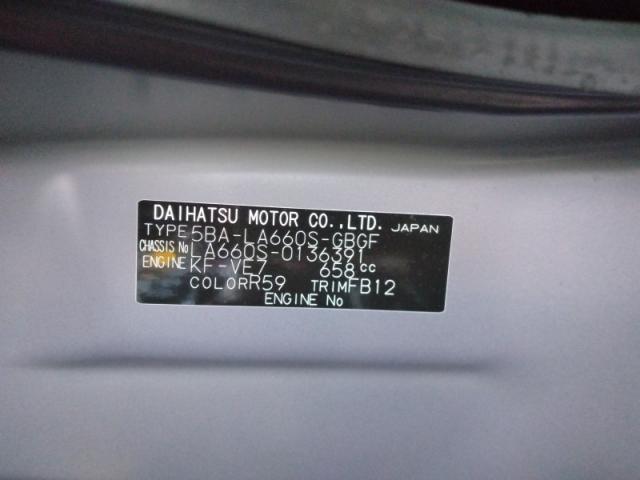 DAIHATSU MOTOR CO.,LTD. JAPAN
TYPE 5BA-LA660S-GBGF
CHASSIS No LA660S-0136391
ENGINE KF-VE7 658cc
COLOR R59 TRIM FB12
ENGINE No